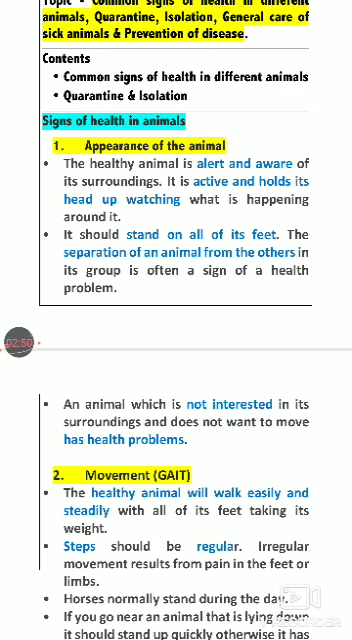 Topic - Common signs of health in different
animals, Quarantine, Isolation, General care of
sick animals & Prevention of disease.
Contents
• Common signs of health in different animals
• Quarantine & Isolation
Signs of health in animals
1. Appearance of the animal
• The healthy animal is alert and aware of
its surroundings. It is active and holds its
head up watching what is happening
around it.
• It should stand on all of its feet. The
separation of an animal from the others in
its group is often a sign of a health
problem.
02:50
• An animal which is not interested in its
surroundings and does not want to move
has health problems.
2. Movement (GAIT)
• The healthy animal will walk easily and
steadily with all of its feet taking its
weight.
• Steps should be regular. Irregular
movement results from pain in the feet or
limbs.
• Horses normally stand during the day.
• If you go near an animal that is lying down
it should stand up quickly otherwise it has